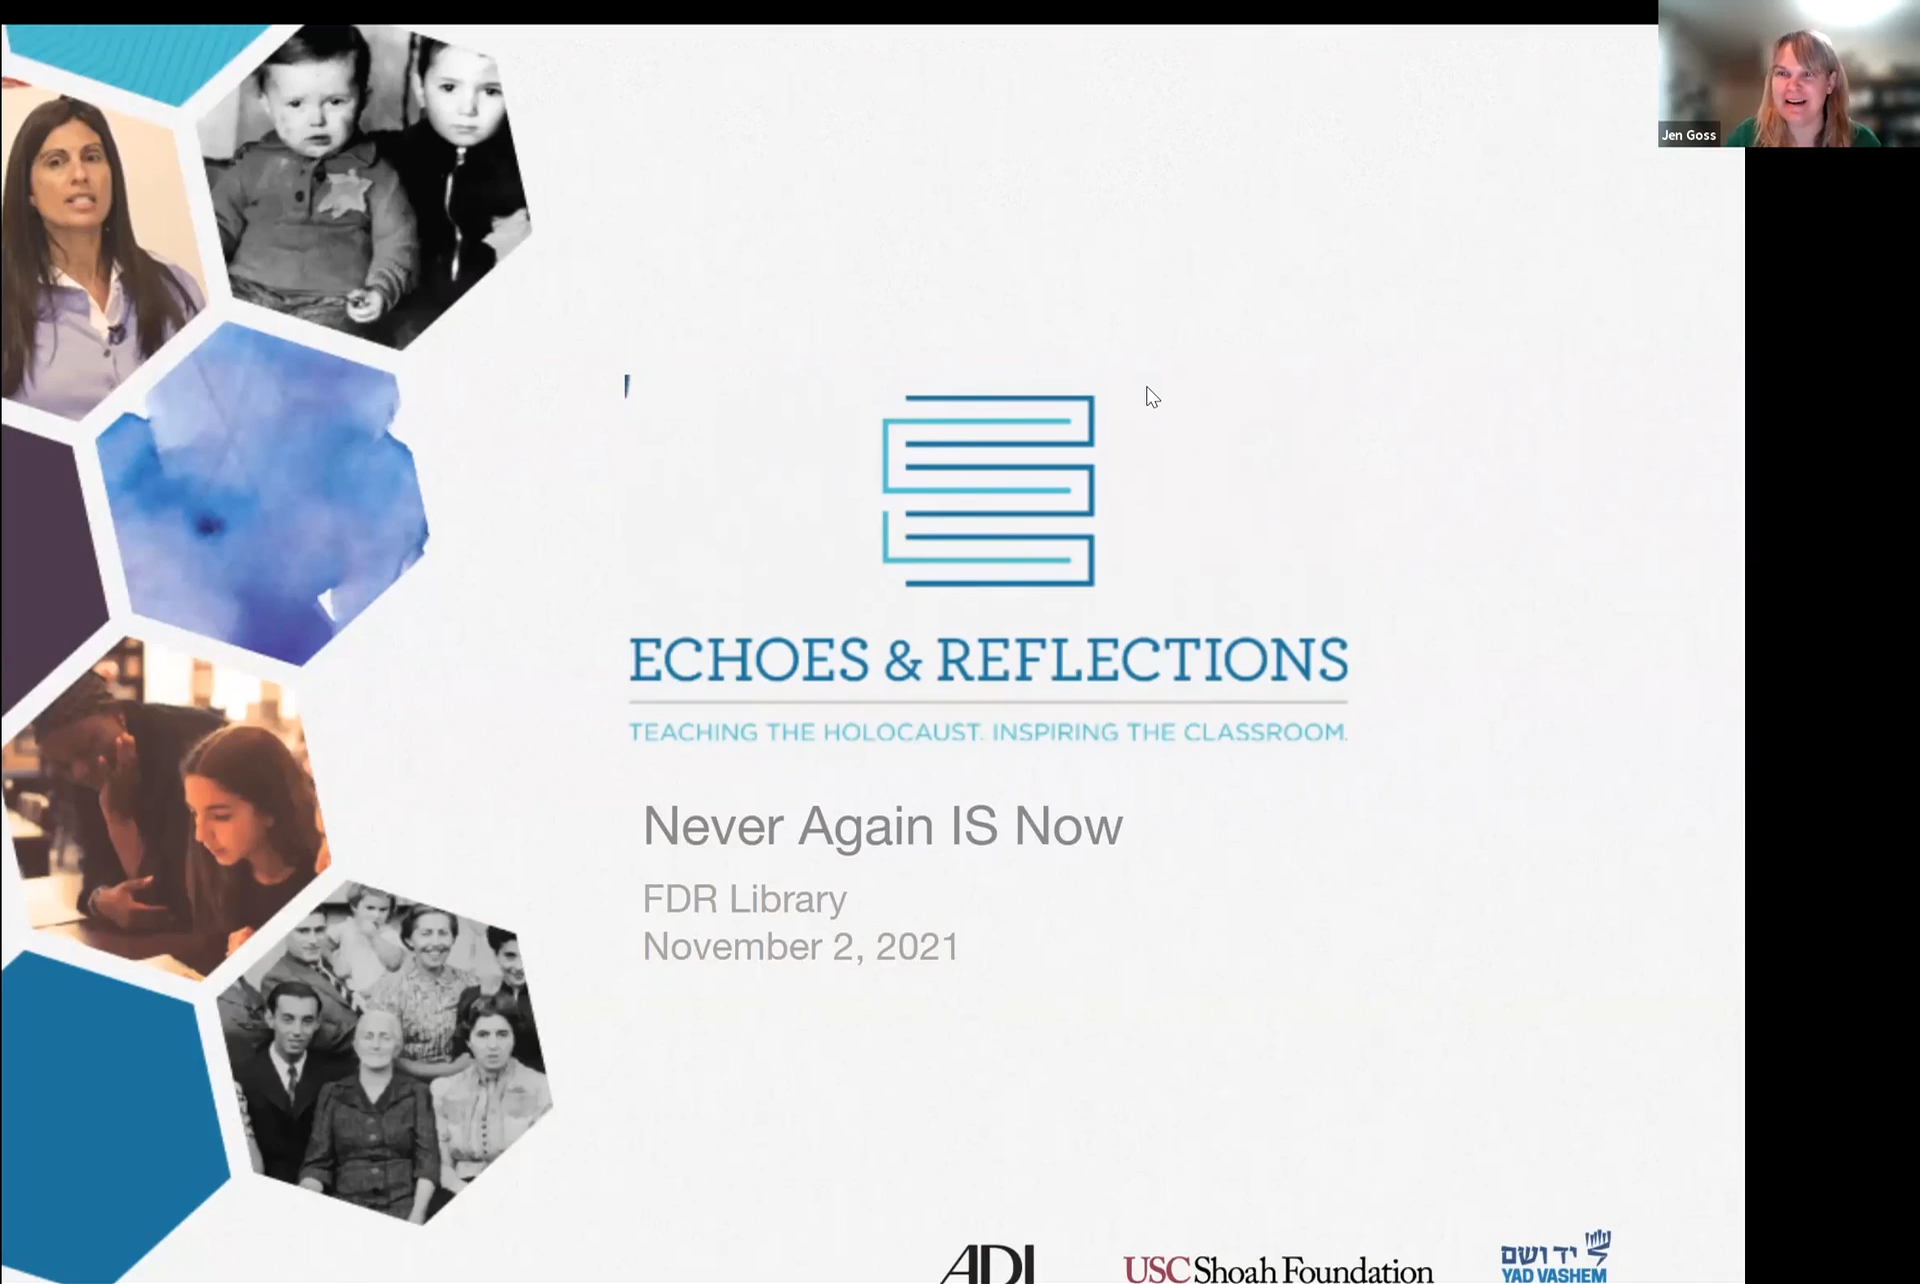 Jen Goss
ECHOES & REFLECTIONS
TEACHING THE HOLOCAUST. INSPIRING THE CLASSROOM.
Never Again IS Now
FDR Library
November 2, 2021
ADL
USC Shoah Foundation
יד ושם
YAD VASHEM